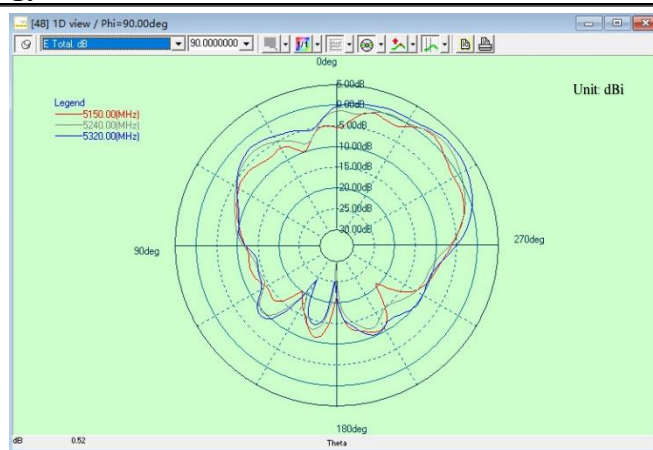 [48] 1D view / Phi=90.00deg
E Total. dB
90.0000000
0deg
Unit: dBi
Legend
5150.00(MHz)
5240.00(MHz)
5320.00(MHz)
5.00dB
0.00dB
-5.00dB
-10.00dB
-15.00dB
-20.00dB
-25.00dB
-30.00dB
90deg
270deg
180deg
dB
0.52
Theta